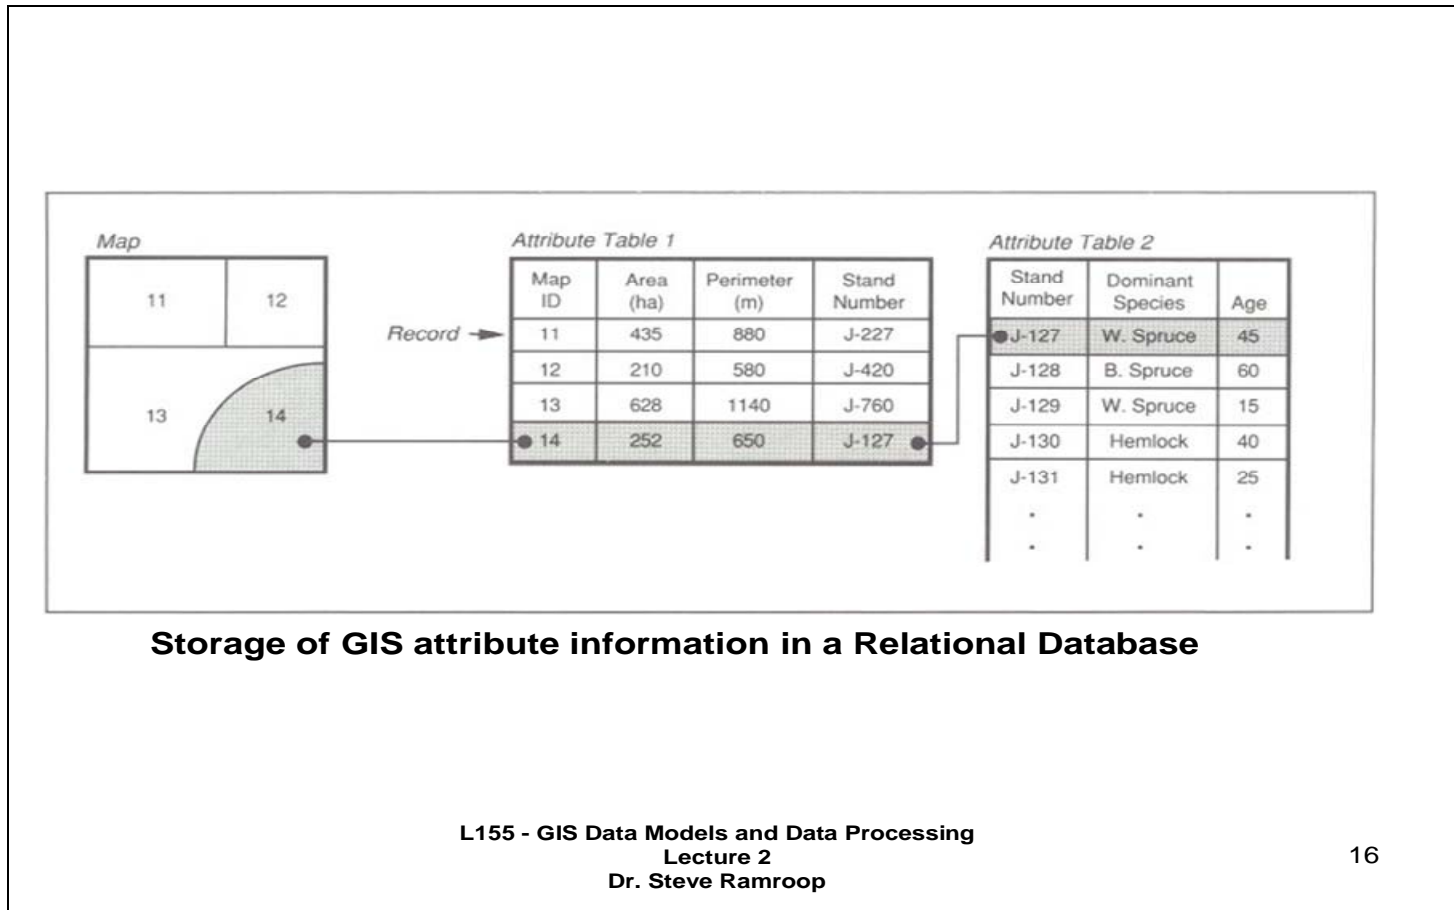 Map
11 12
13 14
Record
Attribute Table 1
Map ID Area (ha) Perimeter (m) Stand Number
11 435 880 J-227
12 210 580 J-420
13 628 1140 J-760
14 252 650 J-127
Attribute Table 2
Stand Number Dominant Species Age
J-127 W. Spruce 45
J-128 B. Spruce 60
J-129 W. Spruce 15
J-130 Hemlock 40
J-131 Hemlock 25
. . .
. . .
Storage of GIS attribute information in a Relational Database
L155 - GIS Data Models and Data Processing
Lecture 2
Dr. Steve Ramroop
16